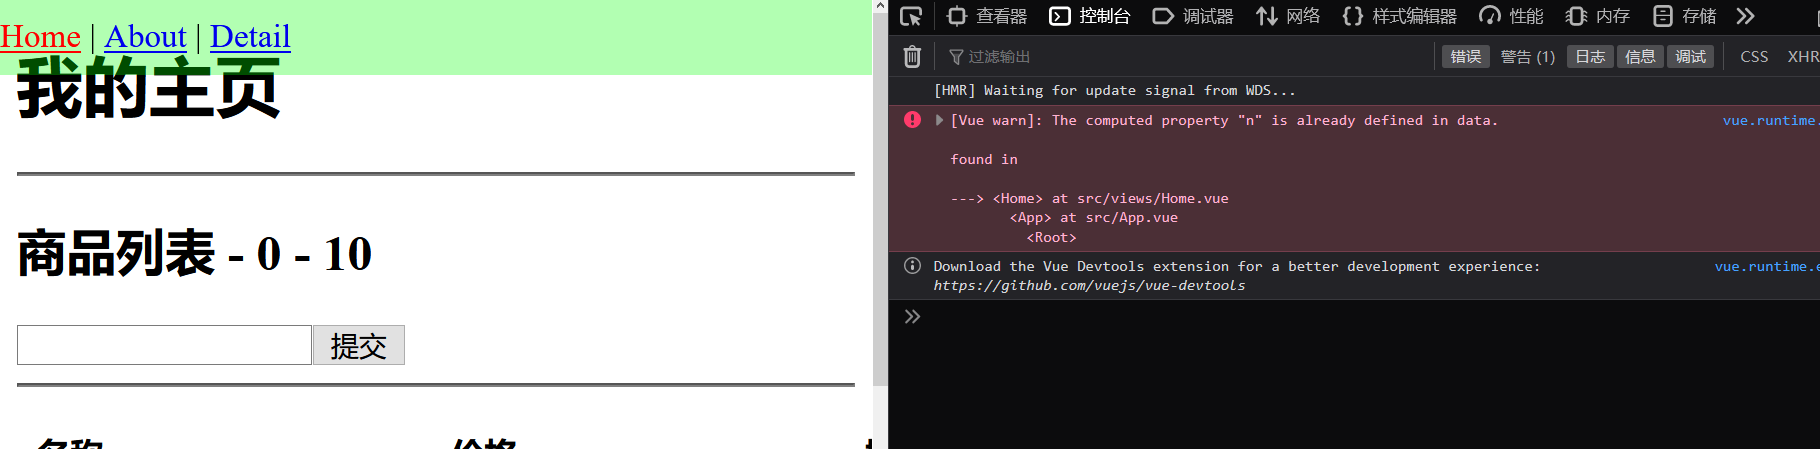 Home | About | Detail
我的主页
商品列表 - 0 - 10
提交
名称 价格
查看器 控制台 调试器 网络 样式编辑器 性能 内存 存储
过滤输出 错误 警告 (1) 日志 信息 调试 CSS XHR
[HMR] Waiting for update signal from WDS...
[Vue warn]: The computed property "n" is already defined in data. vue.runtime.
found in
---> <Home> at src/views/Home.vue
<App> at src/App.vue
<Root>
Download the Vue Devtools extension for a better development experience: vue.runtime.e
https://github.com/vuejs/vue-devtools